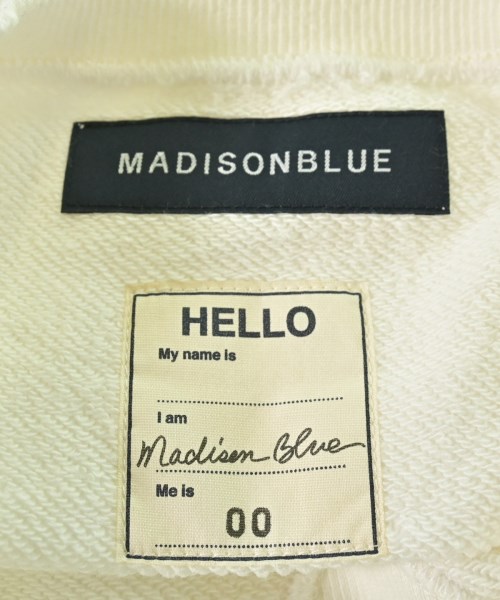 MADISONBLUE
HELLO
My name is
I am
Madison Blue
Me is
00